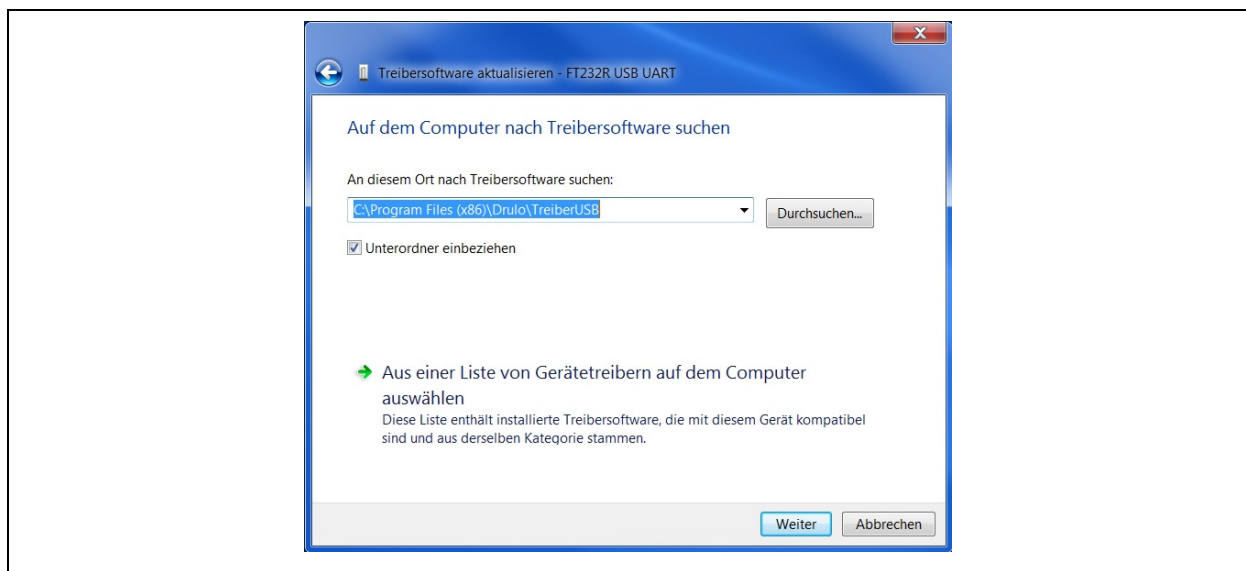 Treibersoftware aktualisieren - FT232R USB UART
Auf dem Computer nach Treibersoftware suchen
An diesem Ort nach Treibersoftware suchen:
C:\Program Files (x86)\Drulo\TreiberUSB
Durchsuchen...
Unterordner einbeziehen
Aus einer Liste von Gerätetreibern auf dem Computer
auswählen
Diese Liste enthält installierte Treibersoftware, die mit diesem Gerät kompatibel
sind und aus derselben Kategorie stammen.
Weiter
Abbrechen